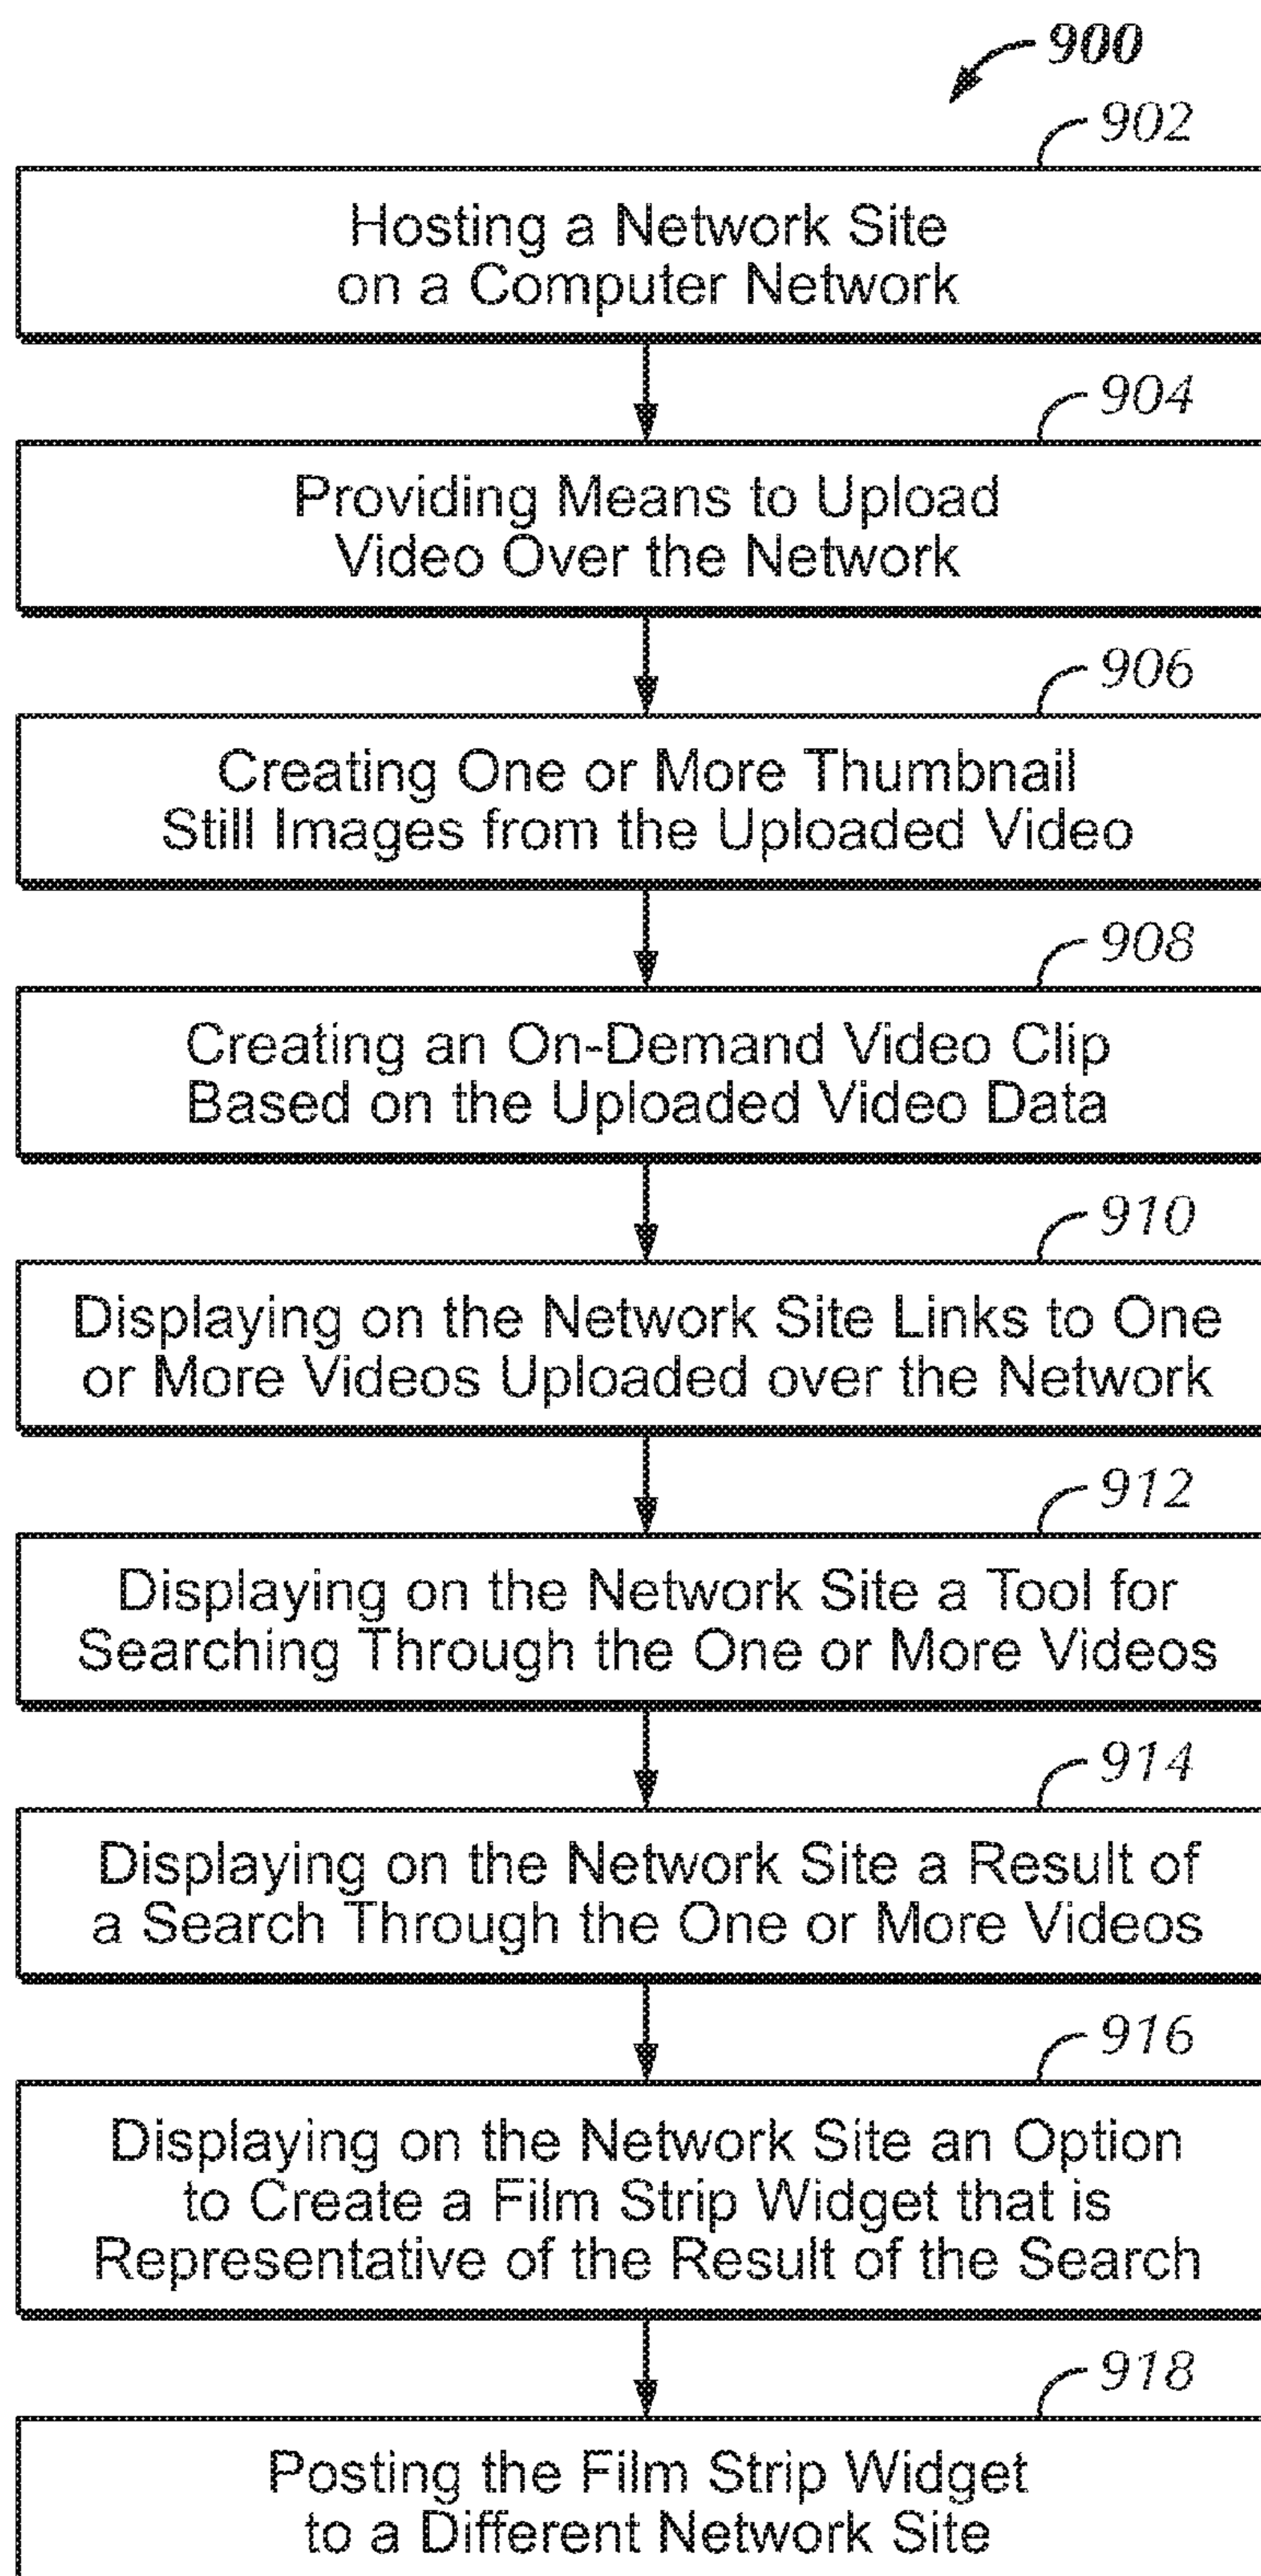 900
902
Hosting a Network Site
on a Computer Network
904
Providing Means to Upload
Video Over the Network
906
Creating One or More Thumbnail
Still Images from the Uploaded Video
908
Creating an On-Demand Video Clip
Based on the Uploaded Video Data
910
Displaying on the Network Site Links to One
or More Videos Uploaded over the Network
912
Displaying on the Network Site a Tool for
Searching Through the One or More Videos
914
Displaying on the Network Site a Result of
a Search Through the One or More Videos
916
Displaying on the Network Site an Option
to Create a Film Strip Widget that is
Representative of the Result of the Search
918
Posting the Film Strip Widget
to a Different Network Site